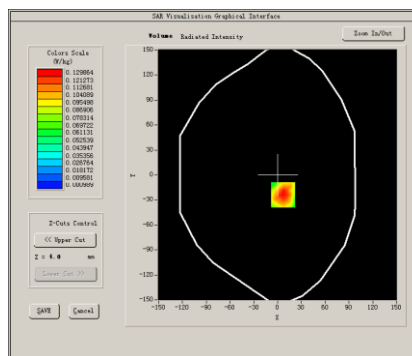 SAR Visualisation Graphical Interface
Volume Radiated Intensity
Zoom In/Out
Colors Scale
(W/kg)
0.129864
0.121273
0.112681
0.104089
0.095498
0.086906
0.078314
0.069722
0.061131
0.052539
0.043947
0.035356
0.026764
0.018172
0.009581
0.000989
Z-Cuts Control
<< Upper Cut
Z = 4.0 mm
Lower Cut >>
SAVE Cancel
150
120
90
60
30
0
-30
-60
-90
-120
-150
Y
-150 -120 -90 -60 -30 0 30 60 90 120 150
X